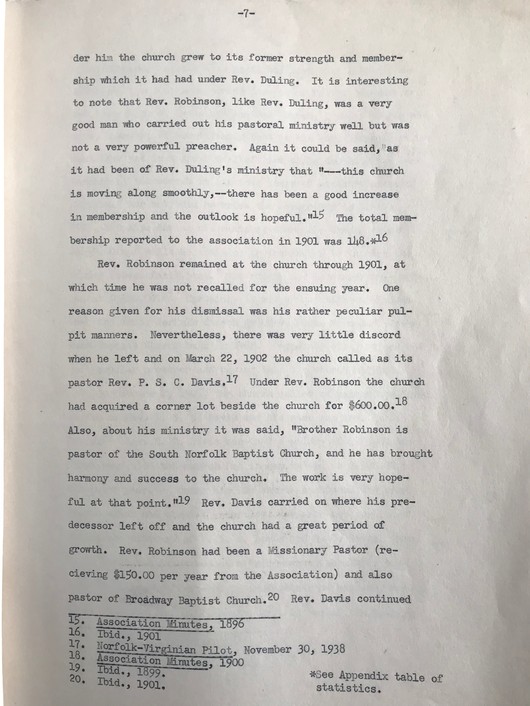 -7-
der him the church grew to its former strength and member-
ship which it had had under Rev. Duling. It is interesting
to note that Rev. Robinson, like Rev. Duling, was a very
good man who carried out his pastoral ministry well but was
not a very powerful preacher. Again it could be said, as
it had been of Rev. Duling's ministry that "---this church
is moving along smoothly,--there has been a good increase
in membership and the outlook is hopeful."15 The total mem-
bership reported to the association in 1901 was 148.*16
Rev. Robinson remained at the church through 1901, at
which time he was not recalled for the ensuing year. One
reason given for his dismissal was his rather peculiar pul-
pit manners. Nevertheless, there was very little discord
when he left and on March 22, 1902 the church called as its
pastor Rev. P. S. C. Davis.17 Under Rev. Robinson the church
had acquired a corner lot beside the church for $600.00.18
Also, about his ministry it was said, "Brother Robinson is
pastor of the South Norfolk Baptist Church, and he has brought
harmony and success to the church. The work is very hope-
ful at that point."19 Rev. Davis carried on where his pre-
decessor left off and the church had a great period of
growth. Rev. Robinson had been a Missionary Pastor (re-
cieving $150.00 per year from the Association) and also
pastor of Broadway Baptist Church.20 Rev. Davis continued
15. Association Minutes, 1896
16. Ibid., 1901
17. Norfolk-Virginian Pilot, November 30, 1938
18. Association Minutes, 1900
19. Ibid., 1899.
20. Ibid., 1901.
*See Appendix table of
statistics.